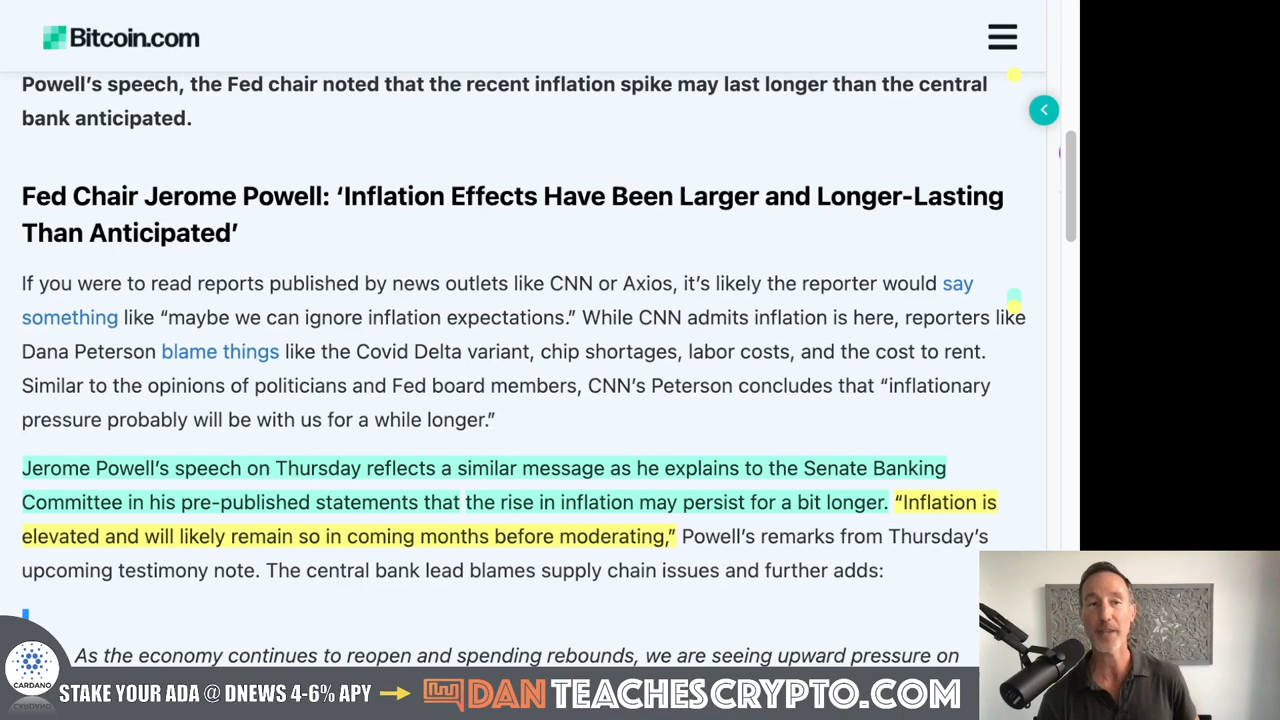 Bitcoin.com
Powell’s speech, the Fed chair noted that the recent inflation spike may last longer than the central
bank anticipated.
Fed Chair Jerome Powell: ‘Inflation Effects Have Been Larger and Longer-Lasting
Than Anticipated’
If you were to read reports published by news outlets like CNN or Axios, it’s likely the reporter would say
something like “maybe we can ignore inflation expectations.” While CNN admits inflation is here, reporters like
Dana Peterson blame things like the Covid Delta variant, chip shortages, labor costs, and the cost to rent.
Similar to the opinions of politicians and Fed board members, CNN’s Peterson concludes that “inflationary
pressure probably will be with us for a while longer.”
Jerome Powell’s speech on Thursday reflects a similar message as he explains to the Senate Banking
Committee in his pre-published statements that the rise in inflation may persist for a bit longer. “Inflation is
elevated and will likely remain so in coming months before moderating,” Powell’s remarks from Thursday’s
upcoming testimony note. The central bank lead blames supply chain issues and further adds:
As the economy continues to reopen and spending rebounds, we are seeing upward pressure on
CARDANO
STAKE YOUR ADA @ DNEWS 4-6% APY
DANTEACHESCRYPTO.COM